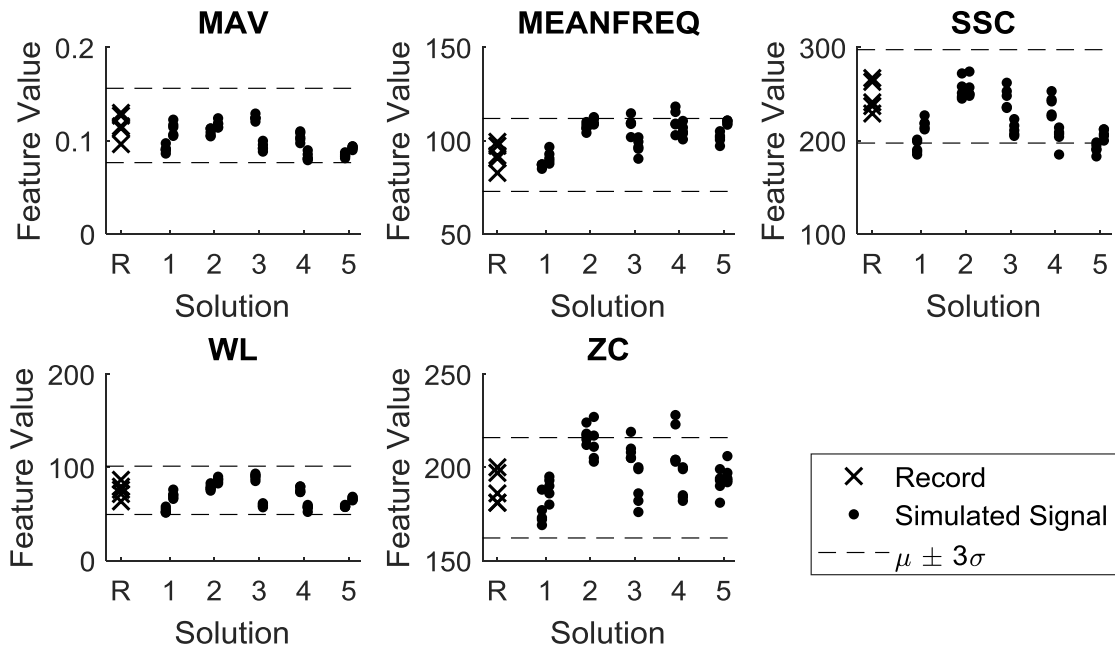 MAV
Feature Value
0.2
0.1
0
R 1 2 3 4 5
Solution
MEANFREQ
Feature Value
150
100
50
R 1 2 3 4 5
Solution
SSC
Feature Value
300
200
100
R 1 2 3 4 5
Solution
WL
Feature Value
200
100
0
R 1 2 3 4 5
Solution
ZC
Feature Value
250
200
150
R 1 2 3 4 5
Solution
Record
Simulated Signal
μ ± 3σ